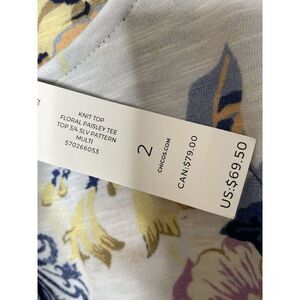 KNIT TOP
FLORAL PAISLEY TEE
TOP 3/4 SLV PATTERN
MULTI
570266053
2
CHICOS.COM
CAN:$79.00
US:$69.50